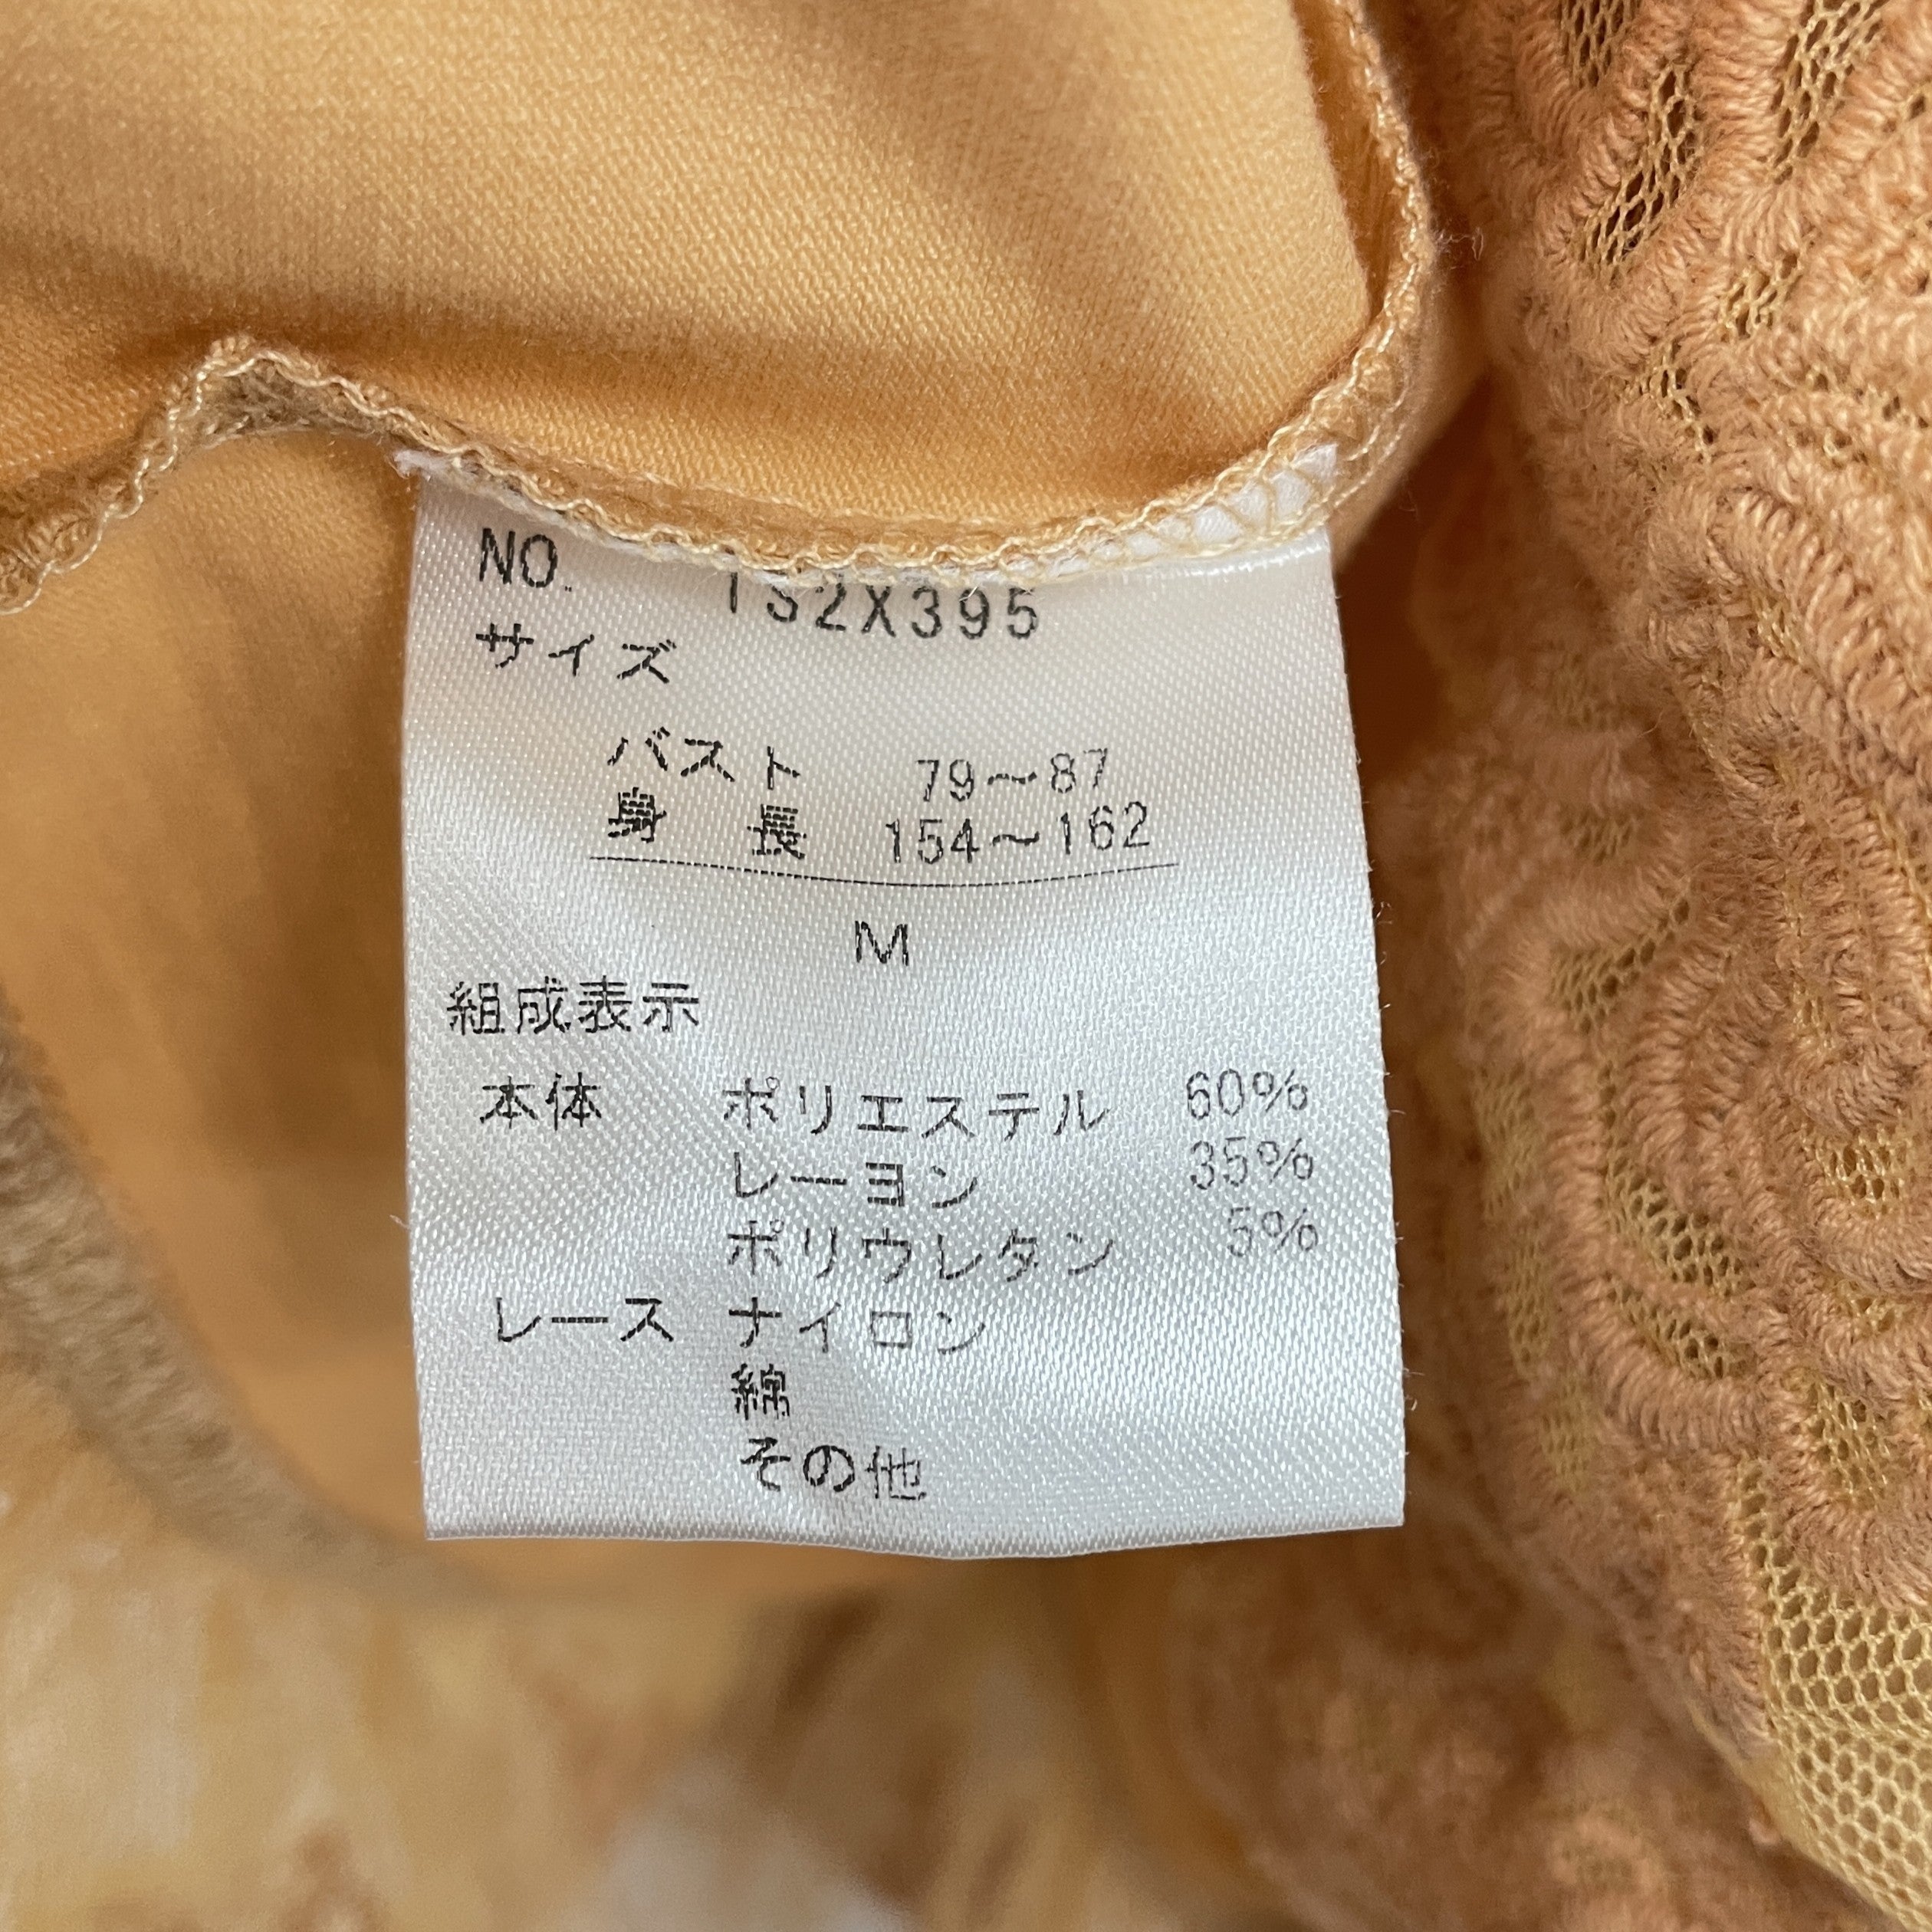 NO. 1S2X395
サイズ
バスト 79～87
身長 154～162
M
組成表示
本体 ポリエステル 60%
レーヨン 35%
ポリウレタン 5%
レース ナイロン
綿
その他